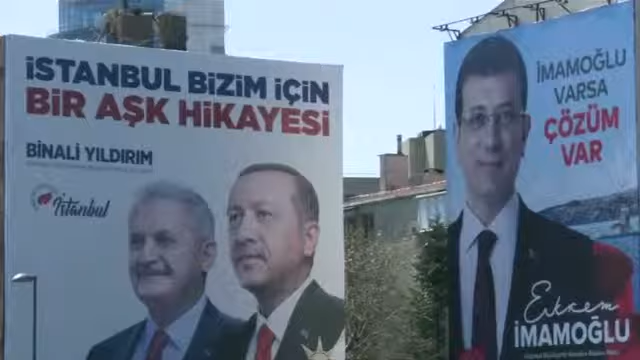 İSTANBUL BİZİM İÇİN
BİR AŞK HİKAYESİ
BİNALİ YILDIRIM
İstanbul
İMAMOĞLU
VARSA
ÇÖZÜM
VAR
Ekrem
İMAMOĞLU